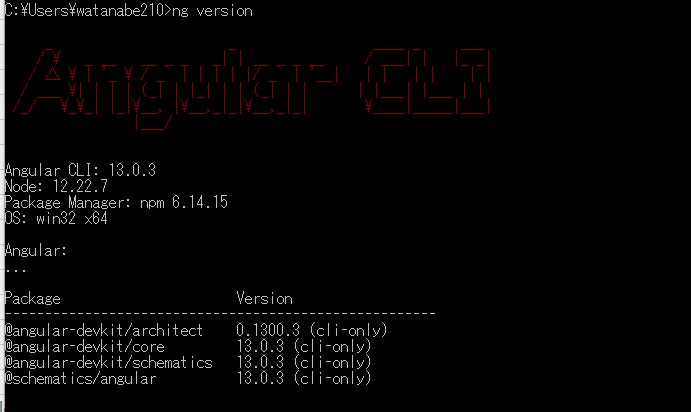 C:¥Users¥watanabe210>ng version
Angular CLI
Angular CLI: 13.0.3
Node: 12.22.7
Package Manager: npm 6.14.15
OS: win32 x64
Angular:
...
Package Version
------------------------------------------------------
@angular-devkit/architect 0.1300.3 (cli-only)
@angular-devkit/core 13.0.3 (cli-only)
@angular-devkit/schematics 13.0.3 (cli-only)
@schematics/angular 13.0.3 (cli-only)